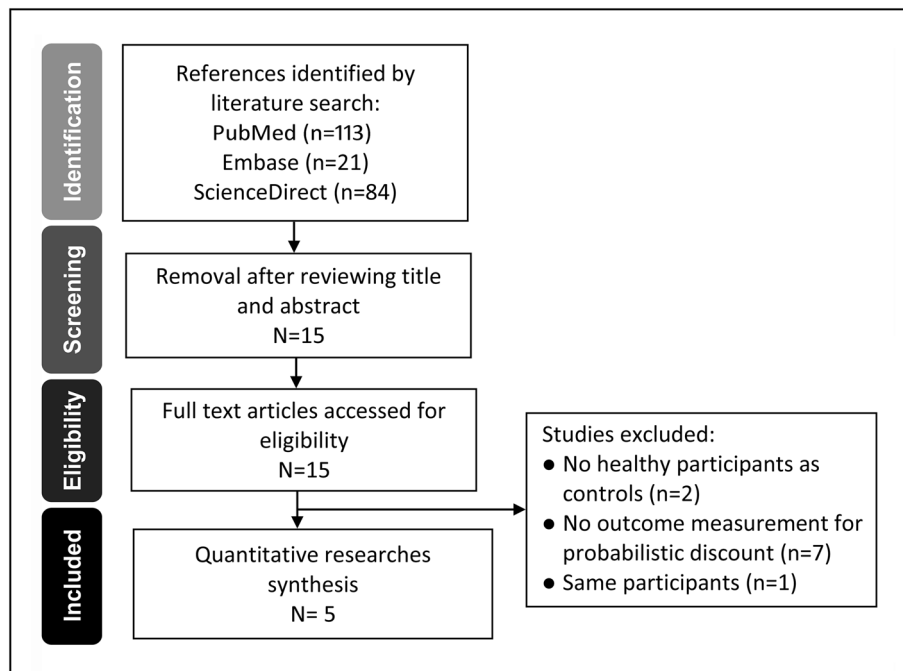 Identification
References identified by
literature search:
PubMed (n=113)
Embase (n=21)
ScienceDirect (n=84)
Screening
Removal after reviewing title
and abstract
N=15
Eligibility
Full text articles accessed for
eligibility
N=15
Studies excluded:
● No healthy participants as
controls (n=2)
● No outcome measurement for
probabilistic discount (n=7)
● Same participants (n=1)
Included
Quantitative researches
synthesis
N= 5